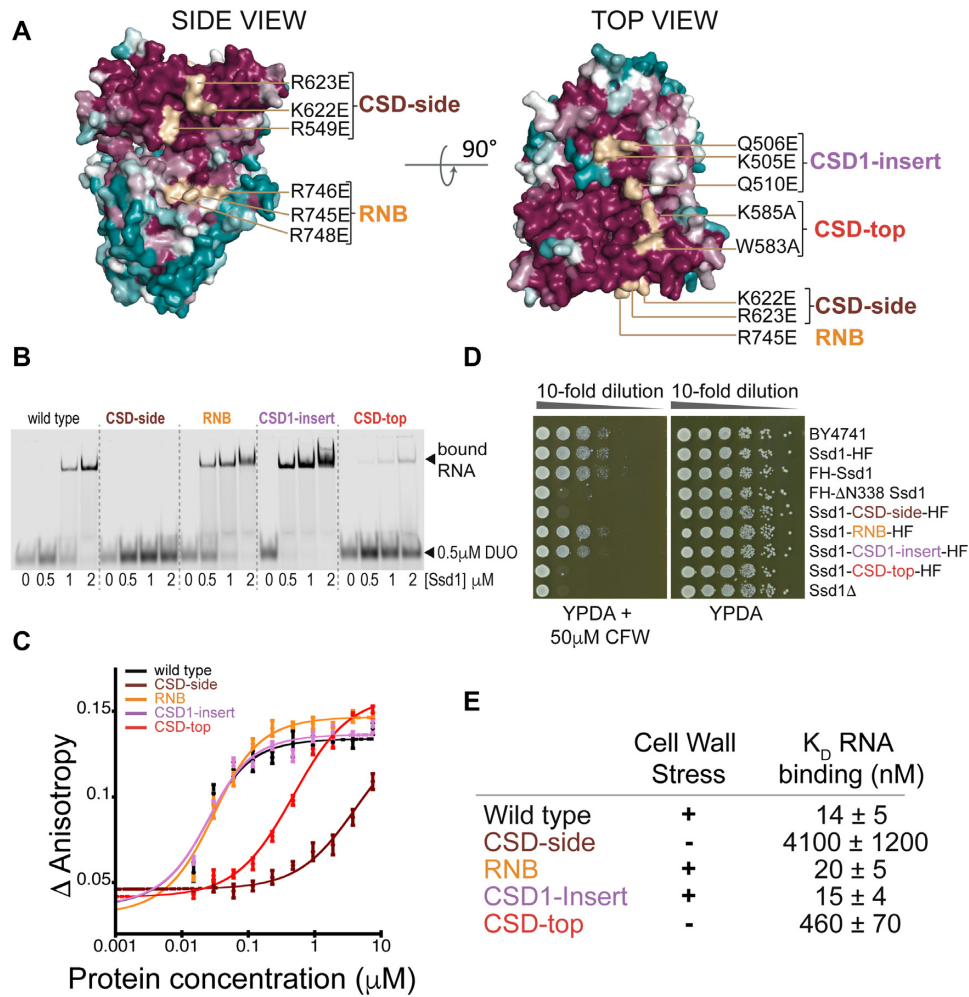 A
SIDE VIEW
TOP VIEW
R623E
K622E
R549E
CSD-side
R746E
R745E
R748E
RNB
90°
Q506E
K505E
Q510E
CSD1-insert
K585A
W583A
CSD-top
K622E
R623E
CSD-side
R745E
RNB
B
wild type CSD-side RNB CSD1-insert CSD-top
bound
RNA
0.5μM DUO
0 0.5 1 2 0 0.5 1 2 0 0.5 1 2 0 0.5 1 2 0 0.5 1 2 [Ssd1] μM
D
10-fold dilution 10-fold dilution
BY4741
Ssd1-HF
FH-Ssd1
FH-ΔN338 Ssd1
Ssd1-CSD-side-HF
Ssd1-RNB-HF
Ssd1-CSD1-insert-HF
Ssd1-CSD-top-HF
Ssd1Δ
YPDA +
50μM CFW
YPDA
C
wild type
CSD-side
RNB
CSD1-insert
CSD-top
0.15
0.1
0.05
Δ Anisotropy
0.001 0.01 0.1 1 10
Protein concentration (μM)
E
Cell Wall
Stress
KD RNA
binding (nM)
Wild type + 14 ± 5
CSD-side - 4100 ± 1200
RNB + 20 ± 5
CSD1-Insert + 15 ± 4
CSD-top - 460 ± 70